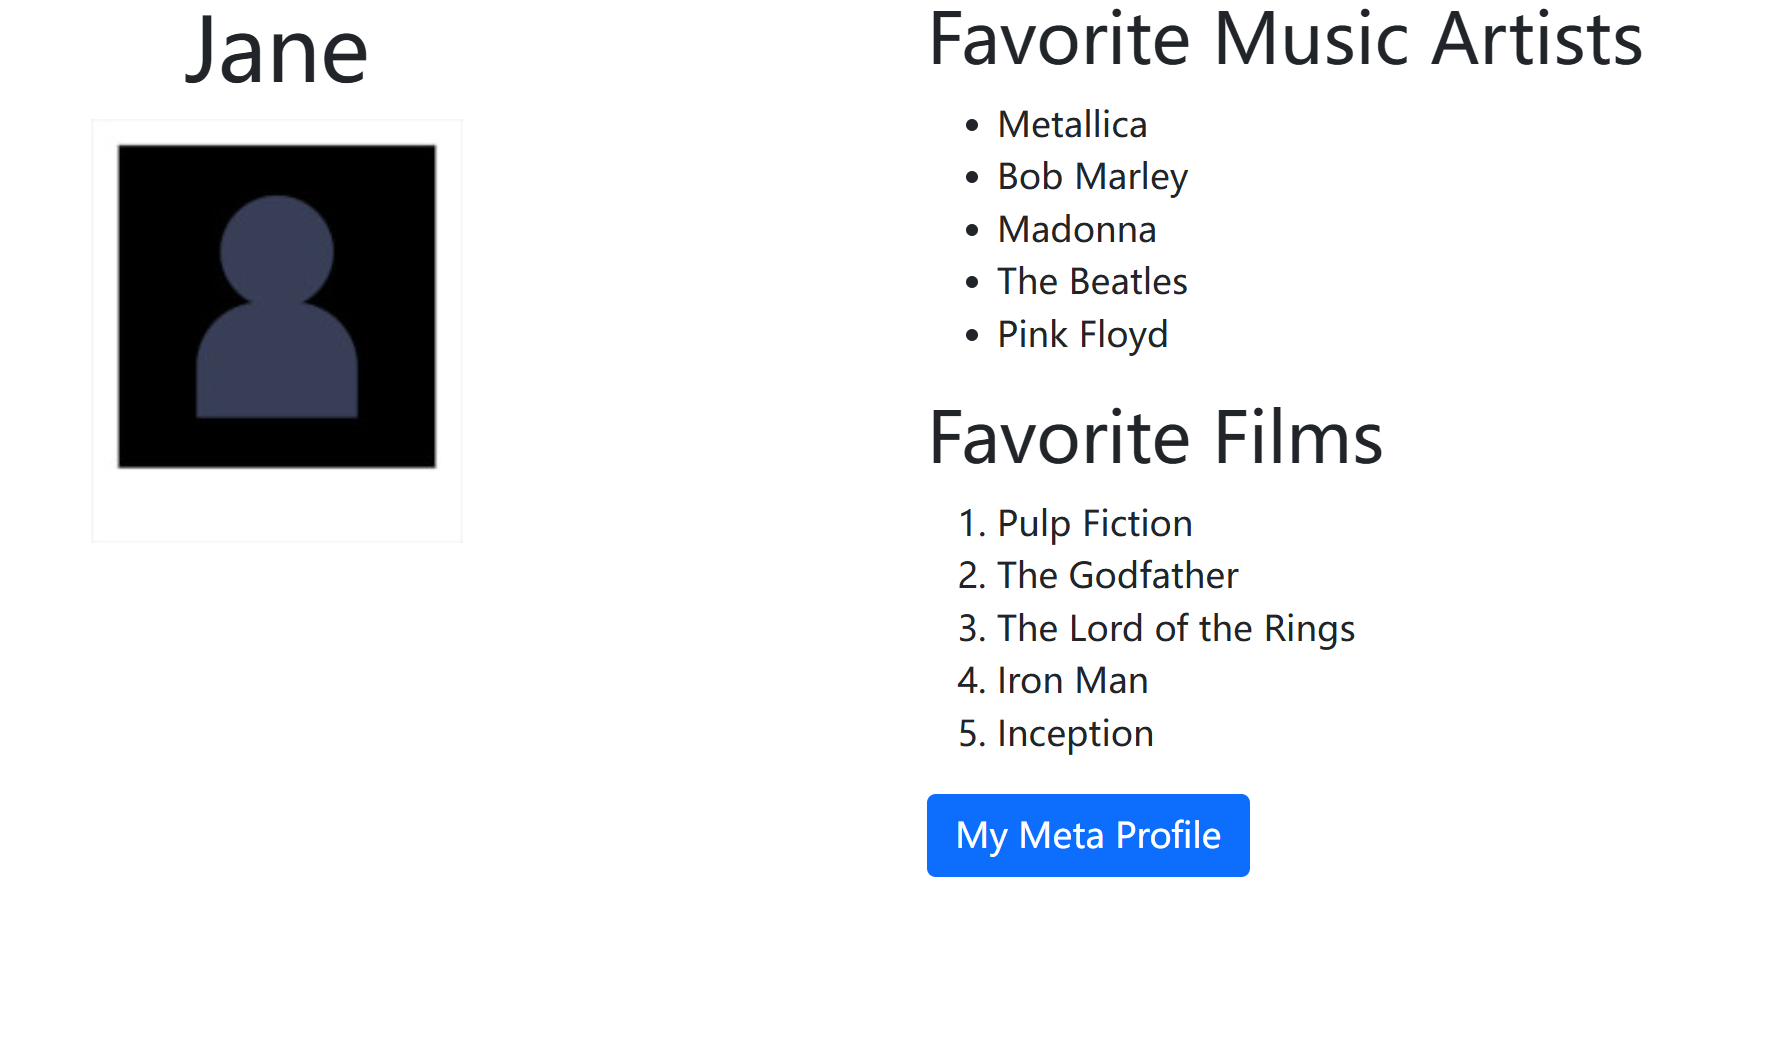 Jane
Favorite Music Artists
• Metallica
• Bob Marley
• Madonna
• The Beatles
• Pink Floyd
Favorite Films
1. Pulp Fiction
2. The Godfather
3. The Lord of the Rings
4. Iron Man
5. Inception
My Meta Profile